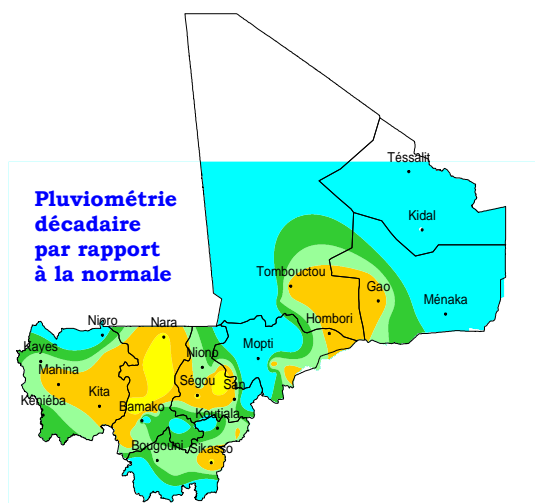 Téssalit
Pluviométrie
décadaire
par rapport
à la normale
Kidal
Tombouctou
Gao
Ménaka
Hombori
Nioro
Nara
Kayes
Niono
Mopti
Mahina
Kita
Ségou
San
Kéniéba
Bamako
Koutiala
Bougouni
Sikasso